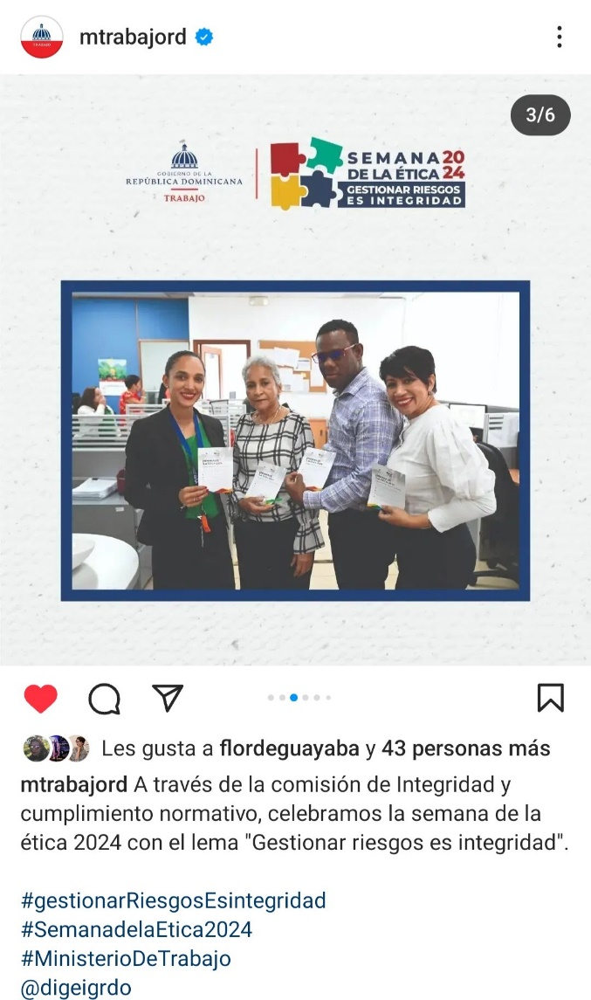 mtrabajord
3/6
GOBIERNO DE LA
REPÚBLICA DOMINICANA
TRABAJO
SEMANA 20
DE LA ÉTICA 24
GESTIONAR RIESGOS
ES INTEGRIDAD
Les gusta a flordeguayaba y 43 personas más
mtrabajord A través de la comisión de Integridad y
cumplimiento normativo, celebramos la semana de la
ética 2024 con el lema "Gestionar riesgos es integridad".
#gestionarRiesgosEsintegridad
#SemanadelaEtica2024
#MinisterioDeTrabajo
@digeigrdo